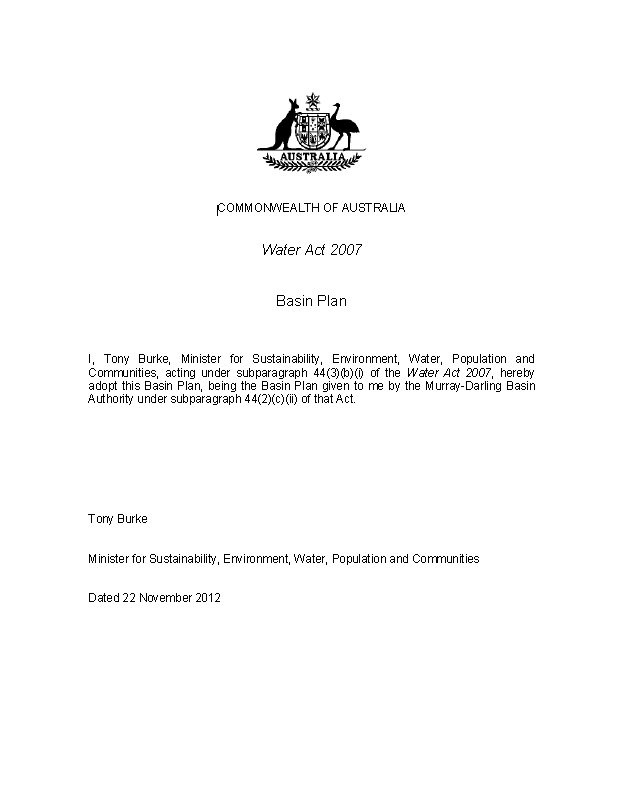 AUSTRALIA
COMMONWEALTH OF AUSTRALIA
Water Act 2007
Basin Plan
I, Tony Burke, Minister for Sustainability, Environment, Water, Population and
Communities, acting under subparagraph 44(3)(b)(i) of the Water Act 2007, hereby
adopt this Basin Plan, being the Basin Plan given to me by the Murray-Darling Basin
Authority under subparagraph 44(2)(c)(ii) of that Act.
Tony Burke
Minister for Sustainability, Environment, Water, Population and Communities
Dated 22 November 2012